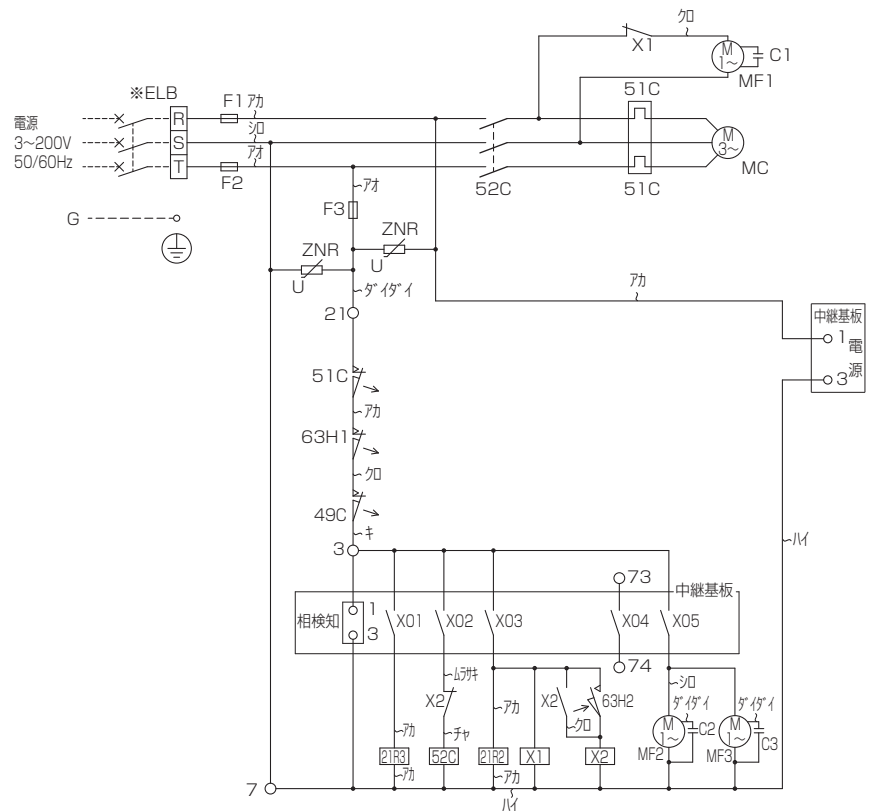 クロ
X1
M
1~
C1
MF1
※ELB
51C
F1 アカ
電源
3~200V
50/60Hz
R
シロ
S
アオ
T
M
3~
MC
F2
52C
51C
アオ
G
F3
ZNR
U
ZNR
U
アカ
ダイダイ
21
中継基板
1
電源
3
51C
アカ
63H1
クロ
49C
キ
ハイ
3
73
中継基板
相検知
1
3
X01
X02
X03
X04
X05
74
ムラサキ
シロ
X2
X2
63H2
ダイダイ
ダイダイ
アカ
クロ
アカ
チャ
M
1~
C2
M
1~
C3
21R3
52C
21R2
X1
X2
MF2
MF3
アカ
アカ
7
ハイ